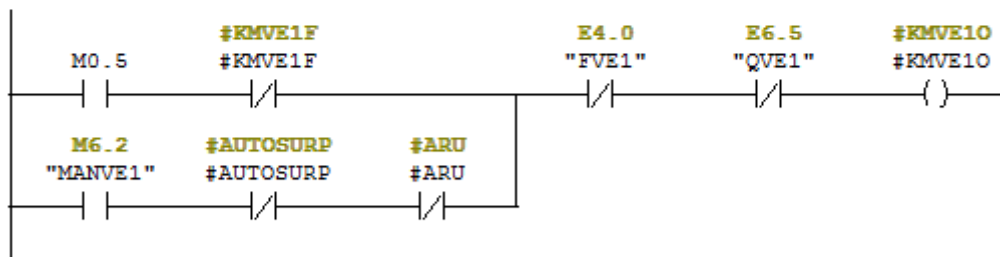 #KMVE1F E4.0 E6.5 #KMVE1O
M0.5 #KMVE1F "FVE1" "QVE1" #KMVE1O
M6.2 #AUTOSURP #ARU
"MANVE1" #AUTOSURP #ARU